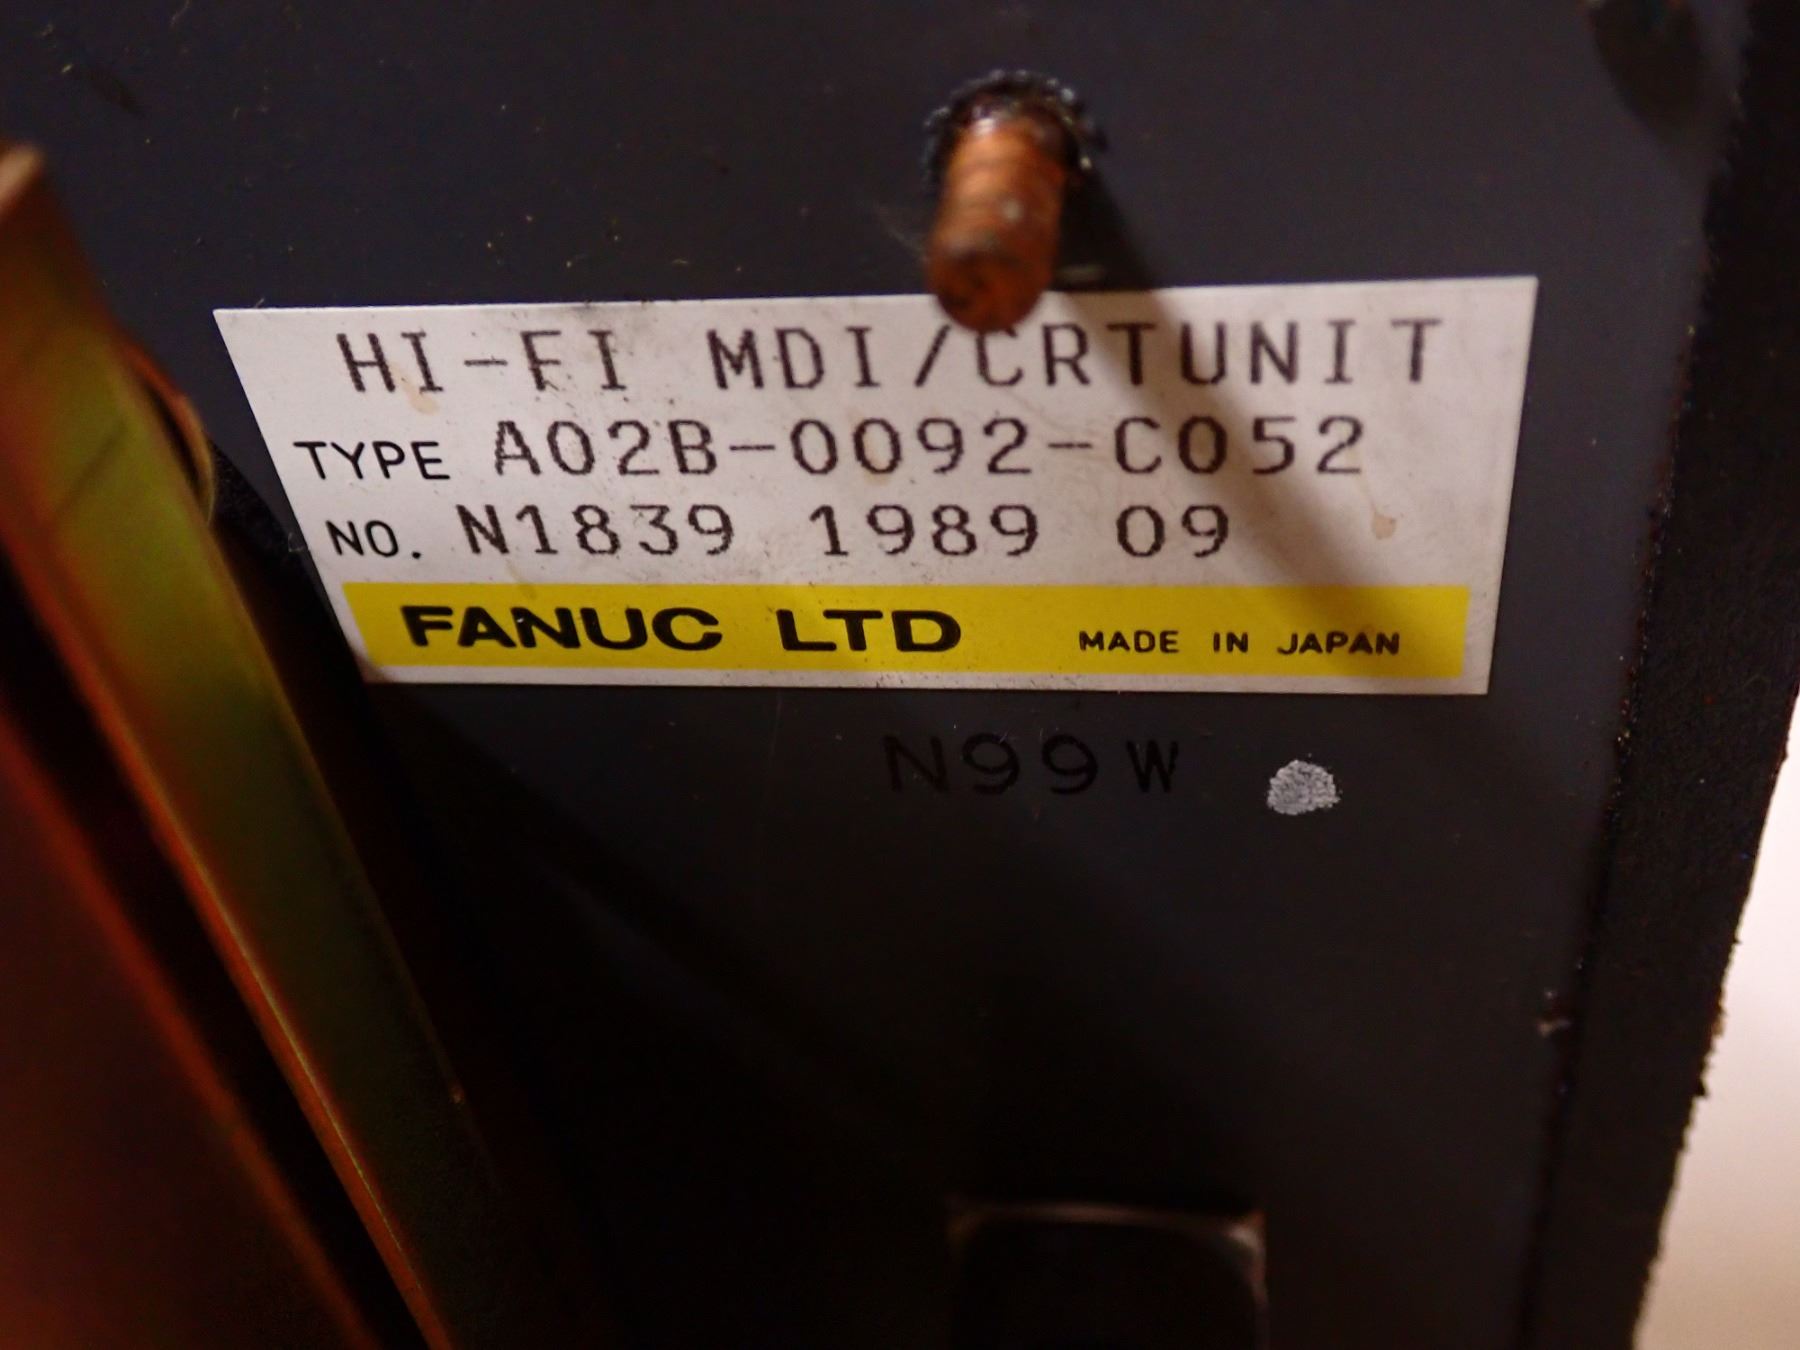 HI-FI MDI/CRTUNIT
TYPE A02B-0092-C052
NO. N1839 1989 09
FANUC LTD MADE IN JAPAN
N99W